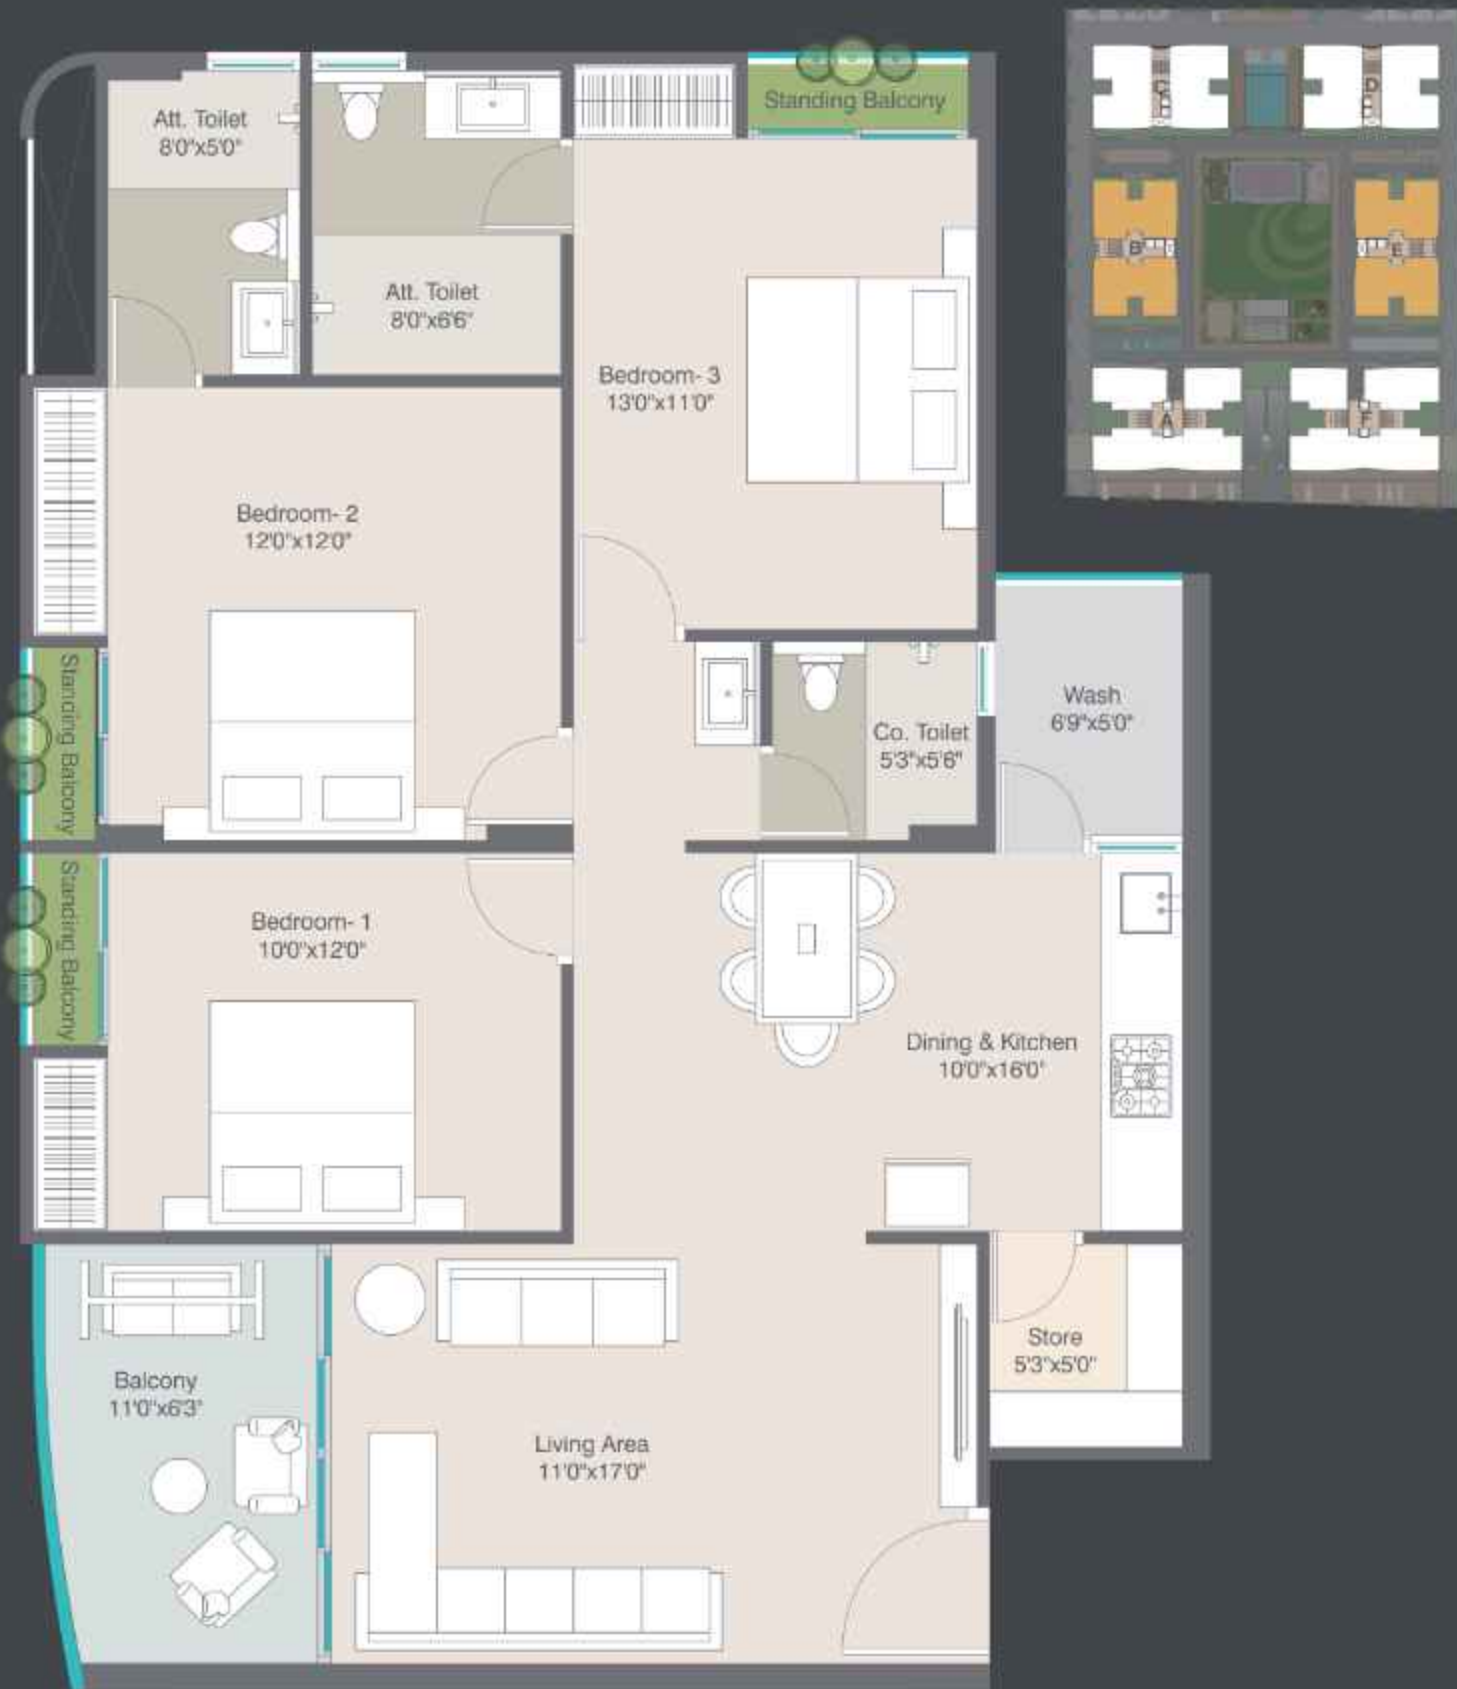 Standing Balcony
Att. Toilet
8'0"x5'0"
Att. Toilet
8'0"x6'6"
Bedroom- 3
13'0"x11'0"
Bedroom- 2
12'0"x12'0"
Standing Balcony
Wash
6'9"x5'0"
Co. Toilet
5'3"x5'6"
Standing Balcony
Bedroom- 1
10'0"x12'0"
Dining & Kitchen
10'0"x16'0"
Store
5'3"x5'0"
Balcony
11'0"x6'3"
Living Area
11'0"x17'0"
C
D
B
E
A
F